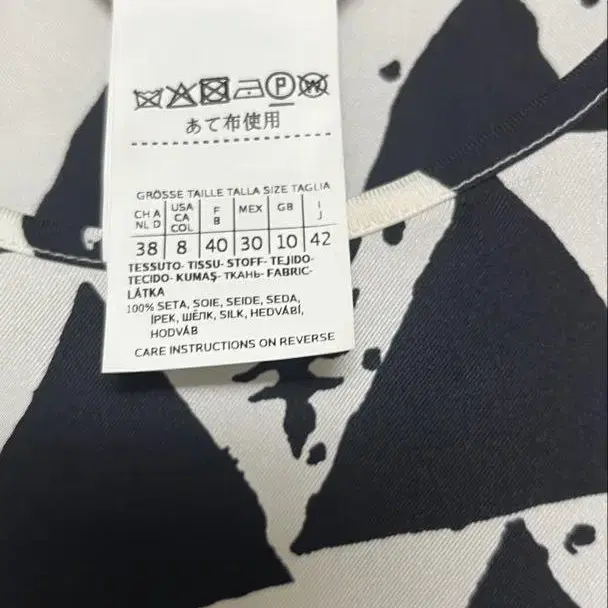 P W
あて布使用
GRÖSSE TAILLE TALLA SIZE TAGLIA
CH A NL D USA CA COL F B MEX GB I J
38 8 40 30 10 42
TESSUTO- TISSU- STOFF- TEJIDO-
TECIDO- KUMAŞ- ТКАНЬ- FABRIC-
LÁTKA
100% SETA, SOIE, SEIDE, SEDA,
İPEK, ШЁЛК, SILK, HEDVÁBÍ,
HODVÁB
CARE INSTRUCTIONS ON REVERSE